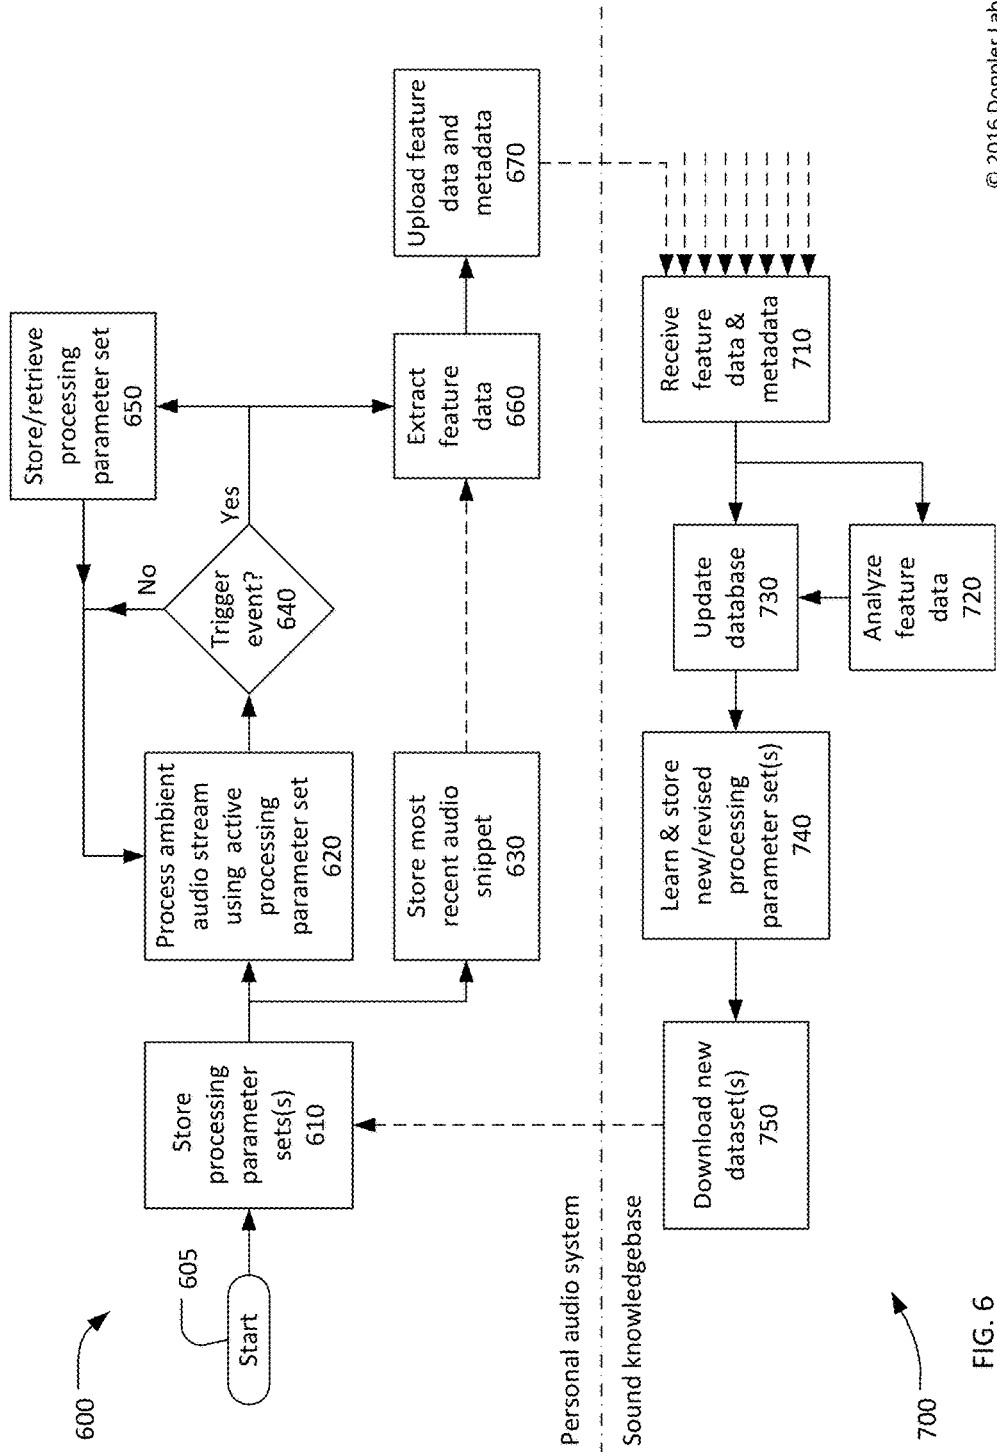 600
605
Start
Store
processing
parameter
sets(s)
610
Process ambient
audio stream
using active
processing
parameter set
620
Trigger
event?
640
No
Yes
Store/retrieve
processing
parameter set
650
Store most
recent audio
snippet
630
Extract
feature
data
660
Upload feature
data and
metadata
670
Personal audio system
Sound knowledgebase
Download new
dataset(s)
750
Learn & store
new/revised
processing
parameter set(s)
740
Update
database
730
Analyze
feature
data
720
Receive
feature
data &
metadata
710
700
FIG. 6
© 2016 Doppler Lab